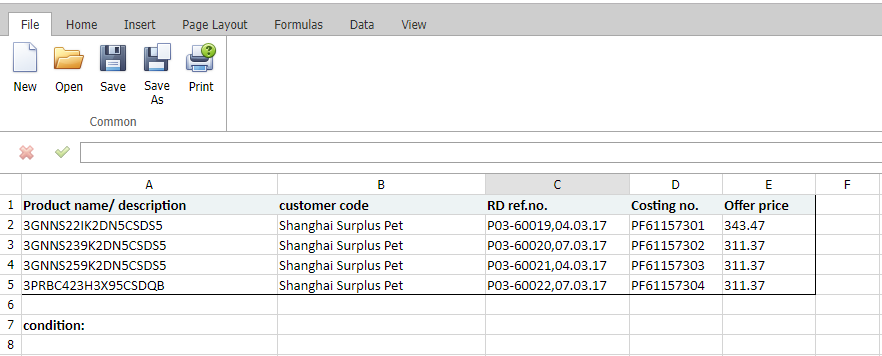 File Home Insert Page Layout Formulas Data View
New Open Save Save As Print
Common
A B C D E F
1 Product name/ description customer code RD ref.no. Costing no. Offer price
2 3GNNS22IK2DN5CSDS5 Shanghai Surplus Pet P03-60019,04.03.17 PF61157301 343.47
3 3GNNS239K2DN5CSDS5 Shanghai Surplus Pet P03-60020,07.03.17 PF61157302 311.37
4 3GNNS259K2DN5CSDS5 Shanghai Surplus Pet P03-60021,04.03.17 PF61157303 311.37
5 3PRBC423H3X95CSDQB Shanghai Surplus Pet P03-60022,07.03.17 PF61157304 311.37
6
7 condition:
8